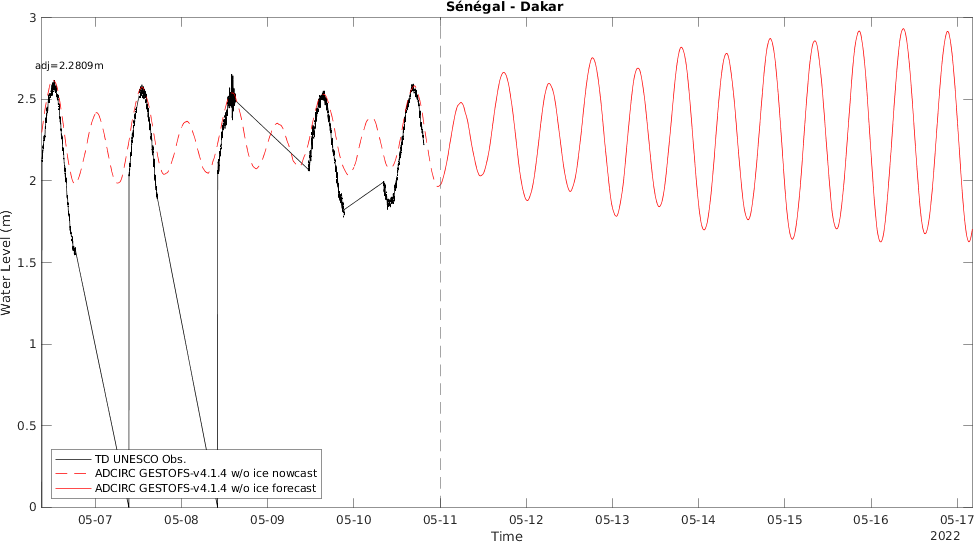 Sénégal - Dakar
adj=2.2809m
3
2.5
2
1.5
1
0.5
0
Water Level (m)
TD UNESCO Obs.
ADCIRC GESTOFS-v4.1.4 w/o ice nowcast
ADCIRC GESTOFS-v4.1.4 w/o ice forecast
05-07 05-08 05-09 05-10 05-11 05-12 05-13 05-14 05-15 05-16 05-17
Time
2022